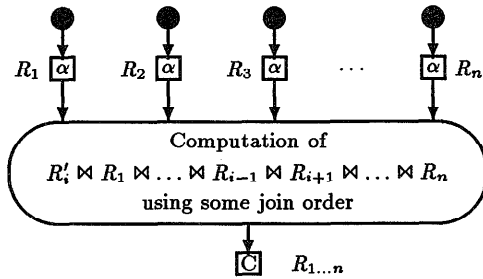 R₁ α R₂ α R₃ α ... α Rₙ
Computation of
R'ᵢ ⋈ R₁ ⋈ ... ⋈ Rᵢ₋₁ ⋈ Rᵢ₊₁ ⋈ ... ⋈ Rₙ
using some join order
C R₁...ₙ